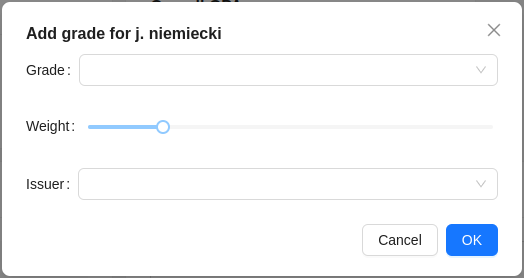 Add grade for j. niemiecki
Grade:
Weight:
Issuer:
Cancel OK